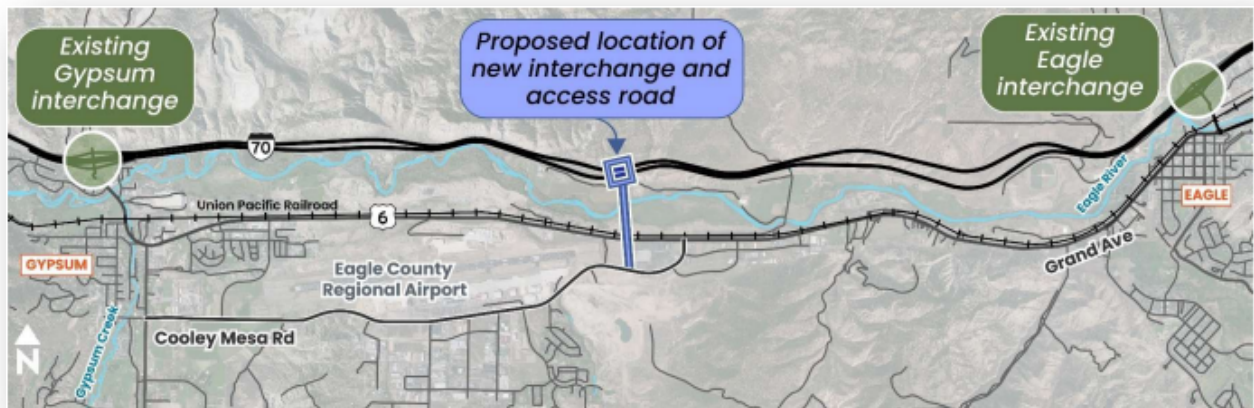 Existing
Gypsum
interchange
Proposed location of
new interchange and
access road
Existing
Eagle
interchange
70
Union Pacific Railroad
6
Eagle River
EAGLE
GYPSUM
Eagle County
Regional Airport
Grand Ave
Cooley Mesa Rd
Gypsum Creek
N